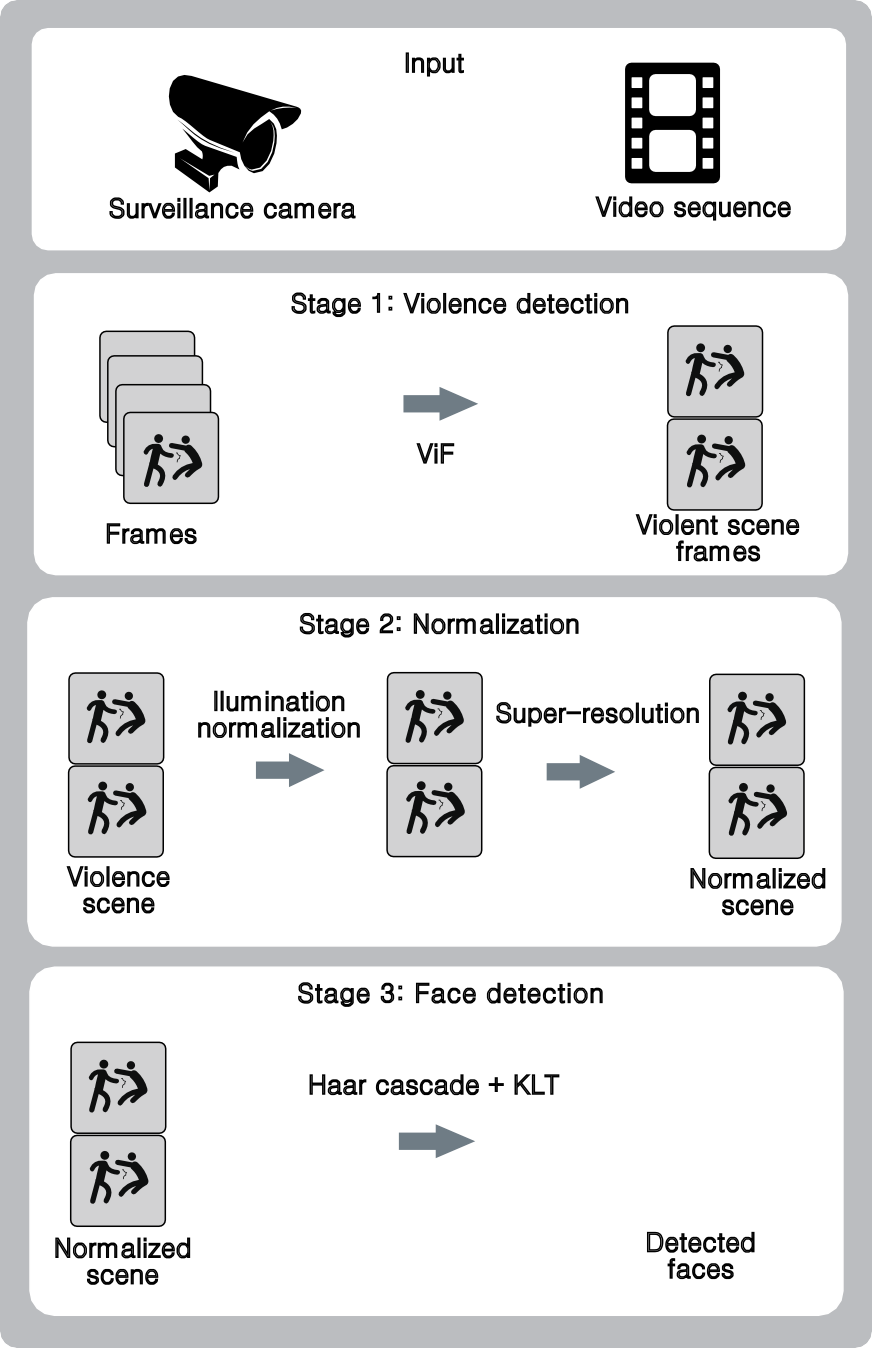 Input
Surveillance camera
Video sequence
Stage 1: Violence detection
ViF
Frames
Violent scene
frames
Stage 2: Normalization
Ilumination
normalization
Super-resolution
Violence
scene
Normalized
scene
Stage 3: Face detection
Haar cascade + KLT
Normalized
scene
Detected
faces